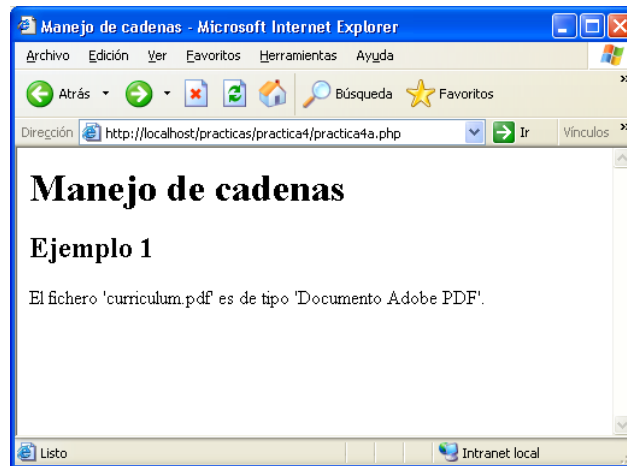 Manejo de cadenas - Microsoft Internet Explorer
Archivo Edición Ver Favoritos Herramientas Ayuda
Atrás Búsqueda Favoritos »
Dirección http://localhost/practicas/practica4/practica4a.php Ir Vínculos »
Manejo de cadenas
Ejemplo 1
El fichero 'curriculum.pdf' es de tipo 'Documento Adobe PDF'.
Listo Intranet local